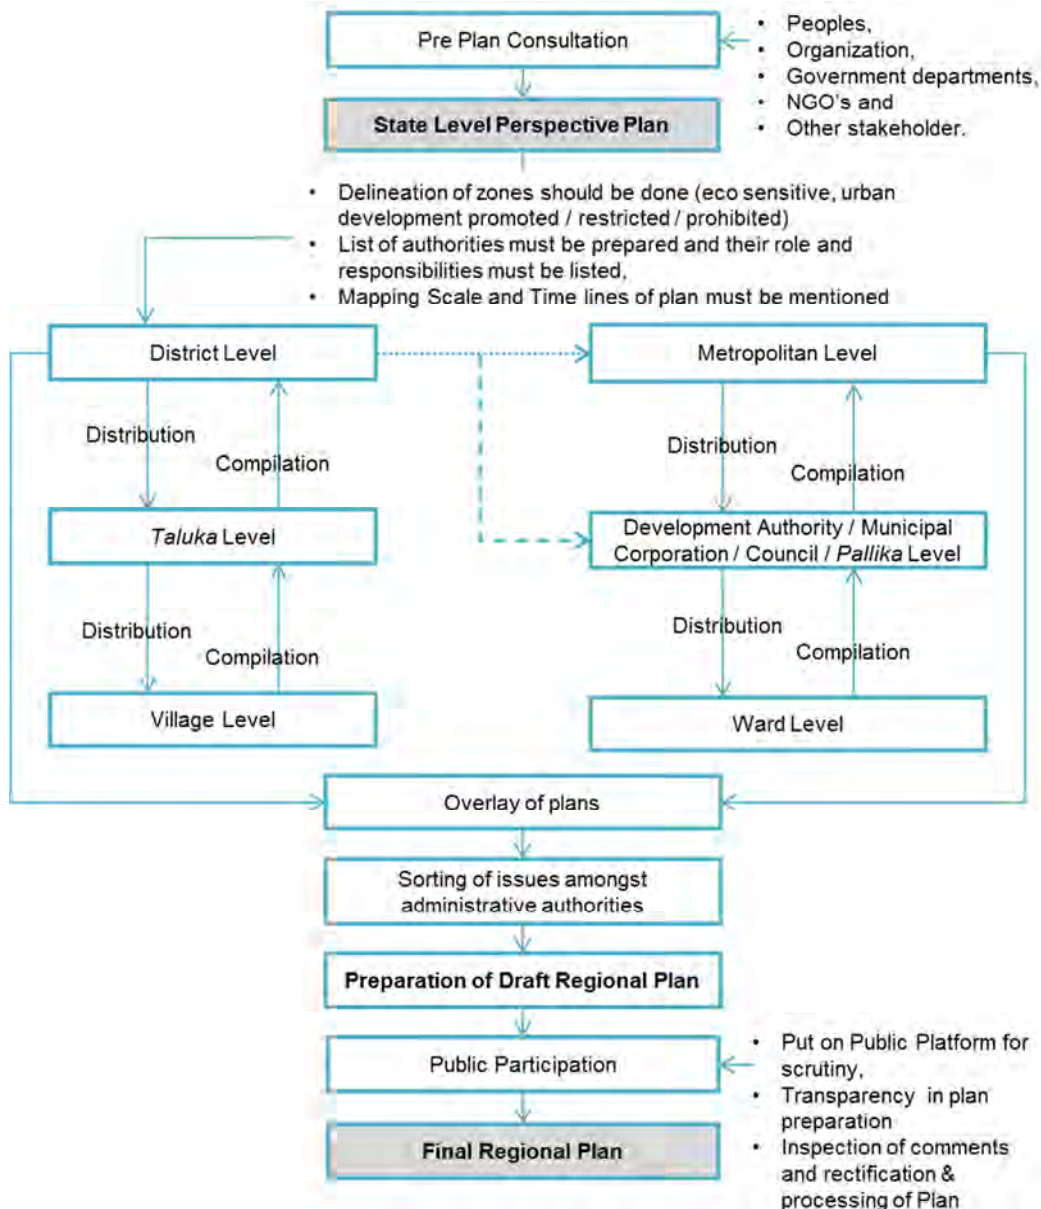 Pre Plan Consultation
• Peoples,
• Organization,
• Government departments,
• NGO's and
• Other stakeholder.
State Level Perspective Plan
• Delineation of zones should be done (eco sensitive, urban
development promoted / restricted / prohibited)
• List of authorities must be prepared and their role and
responsibilities must be listed,
• Mapping Scale and Time lines of plan must be mentioned
District Level
Metropolitan Level
Distribution
Compilation
Distribution
Compilation
Taluka Level
Development Authority / Municipal
Corporation / Council / Pallika Level
Distribution
Compilation
Distribution
Compilation
Village Level
Ward Level
Overlay of plans
Sorting of issues amongst
administrative authorities
Preparation of Draft Regional Plan
Public Participation
• Put on Public Platform for
scrutiny,
• Transparency in plan
preparation
• Inspection of comments
and rectification &
processing of Plan
Final Regional Plan